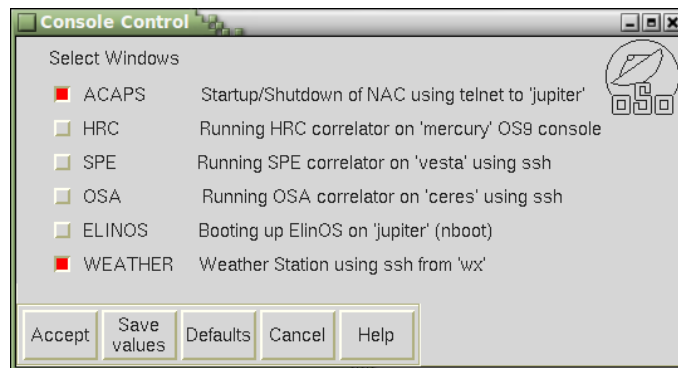 Console Control
Select Windows
ACAPS Startup/Shutdown of NAC using telnet to 'jupiter'
HRC Running HRC correlator on 'mercury' OS9 console
SPE Running SPE correlator on 'vesta' using ssh
OSA Running OSA correlator on 'ceres' using ssh
ELINOS Booting up ElinOS on 'jupiter' (nboot)
WEATHER Weather Station using ssh from 'wx'
oso
Accept Save values Defaults Cancel Help